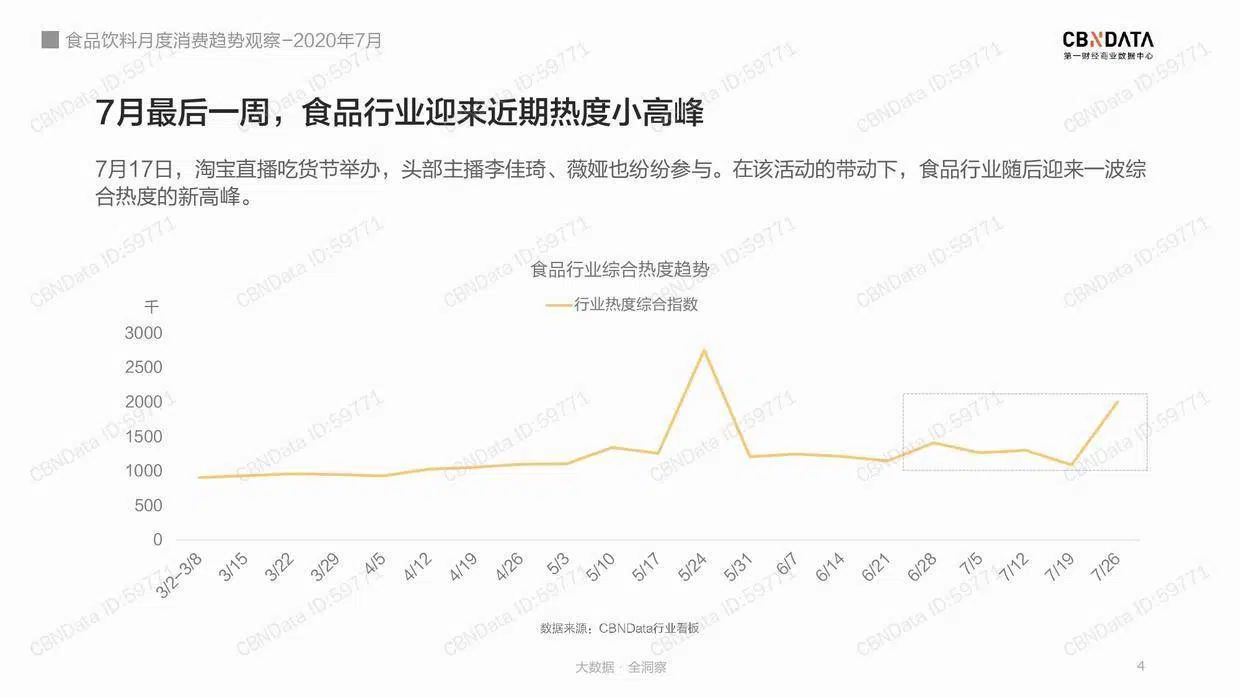 食品饮料月度消费趋势观察-2020年7月
CBNDATA
第一财经商业数据中心
7月最后一周，食品行业迎来近期热度小高峰
7月17日，淘宝直播吃货节举办，头部主播李佳琦、薇娅也纷纷参与。在该活动的带动下，食品行业随后迎来一波综
合热度的新高峰。
食品行业综合热度趋势
千
行业热度综合指数
3000
2500
2000
1500
1000
500
0
3/2-3/8 3/15 3/22 3/29 4/5 4/12 4/19 4/26 5/3 5/10 5/17 5/24 5/31 6/7 6/14 6/21 6/28 7/5 7/12 7/19 7/26
数据来源：CBNData行业看板
大数据 · 全洞察
4
CBNData ID:59771